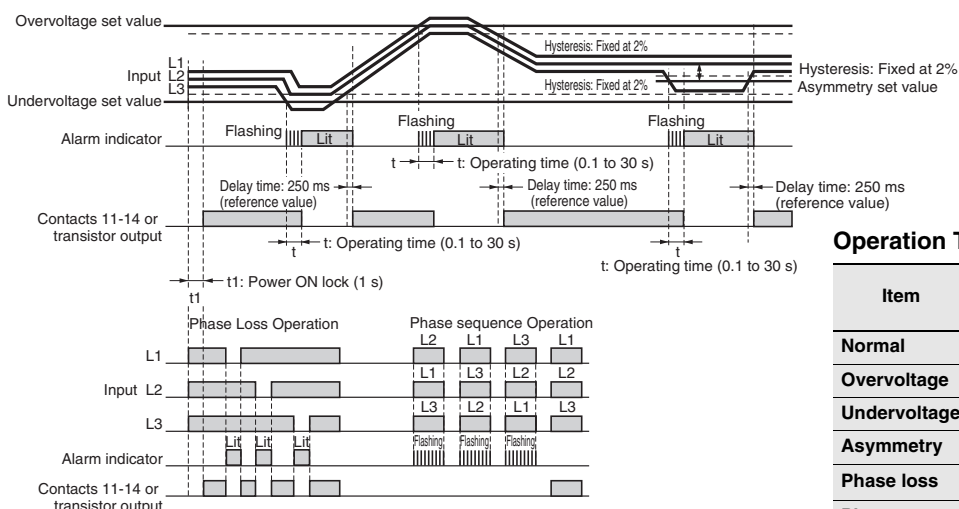 Overvoltage set value
Hysteresis: Fixed at 2%
L1
Input L2
L3
Hysteresis: Fixed at 2%
Hysteresis: Fixed at 2%
Asymmetry set value
Undervoltage set value
Alarm indicator
Flashing
Lit
Flashing
Lit
Flashing
Lit
t
t: Operating time (0.1 to 30 s)
Delay time: 250 ms
(reference value)
Delay time: 250 ms
(reference value)
Delay time: 250 ms
(reference value)
Contacts 11-14 or
transistor output
t: Operating time (0.1 to 30 s)
t
t
t: Operating time (0.1 to 30 s)
t1: Power ON lock (1 s)
t1
Operation T
Item
Normal
Overvoltage
Undervoltage
Asymmetry
Phase loss
Phase Loss Operation
Phase sequence Operation
L1
L2 L1 L3 L1
Input L2
L1 L3 L2 L2
L3
L3 L2 L1 L3
Alarm indicator
Lit Lit Lit
Flashing Flashing Flashing
Contacts 11-14 or
transistor output